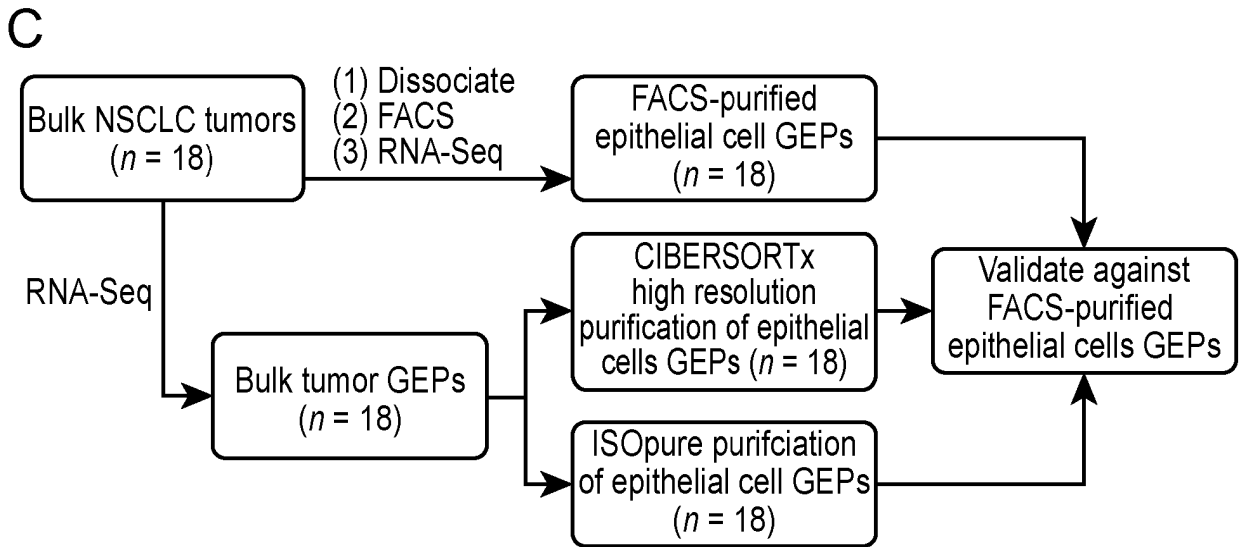 C
Bulk NSCLC tumors
(n = 18)
(1) Dissociate
(2) FACS
(3) RNA-Seq
FACS-purified
epithelial cell GEPs
(n = 18)
RNA-Seq
Bulk tumor GEPs
(n = 18)
CIBERSORTx
high resolution
purification of epithelial
cells GEPs (n = 18)
ISOpure purifciation
of epithelial cell GEPs
(n = 18)
Validate against
FACS-purified
epithelial cells GEPs